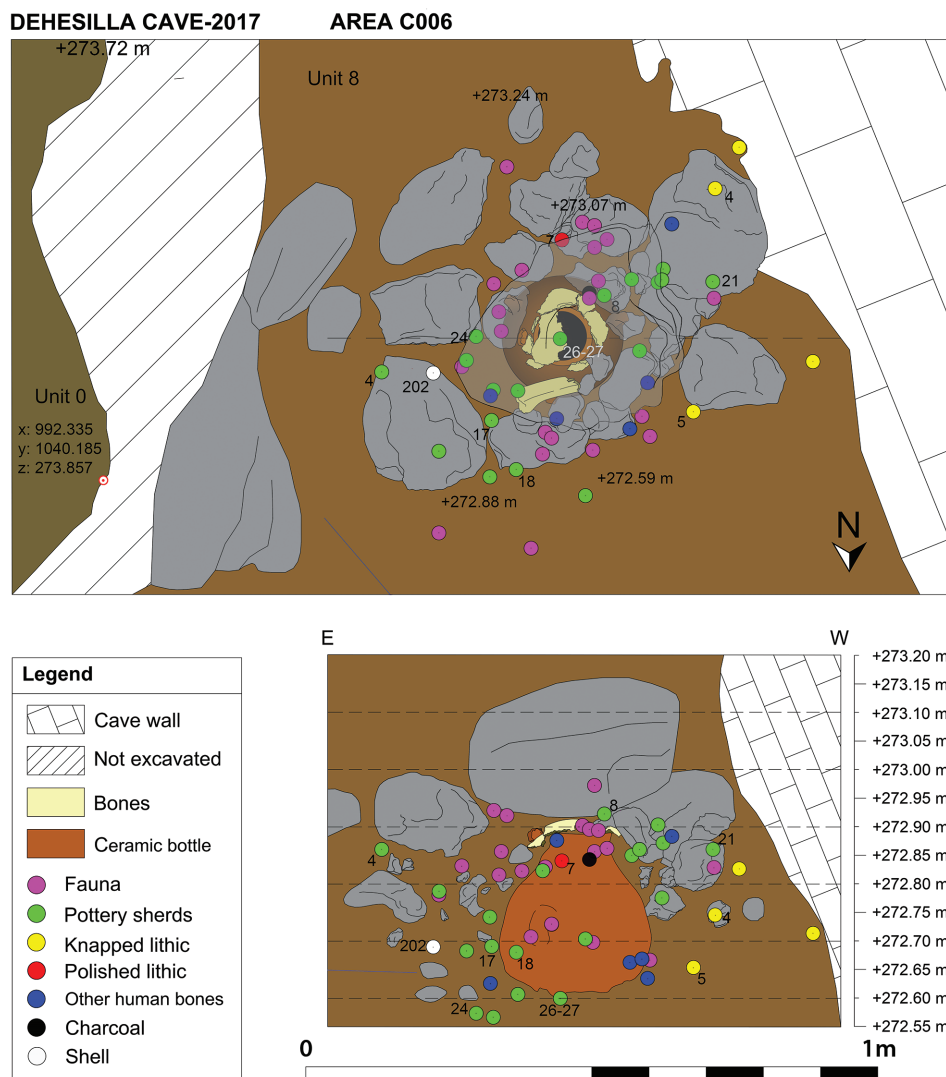 DEHESILLA CAVE-2017 AREA C006
+273.72 m
Unit 8
+273.24 m
4
+273.07 m
7
21
8
24
26-27
4
202
Unit 0
5
x: 992.335
y: 1040.185
z: 273.857
17
18
+272.59 m
+272.88 m
N
E W
+273.20 m
+273.15 m
+273.10 m
+273.05 m
+273.00 m
+272.95 m
+272.90 m
+272.85 m
+272.80 m
+272.75 m
+272.70 m
+272.65 m
+272.60 m
+272.55 m
8
21
4
7
4
202
17
18
5
24
26-27
Legend
Cave wall
Not excavated
Bones
Ceramic bottle
Fauna
Pottery sherds
Knapped lithic
Polished lithic
Other human bones
Charcoal
Shell
0 1m